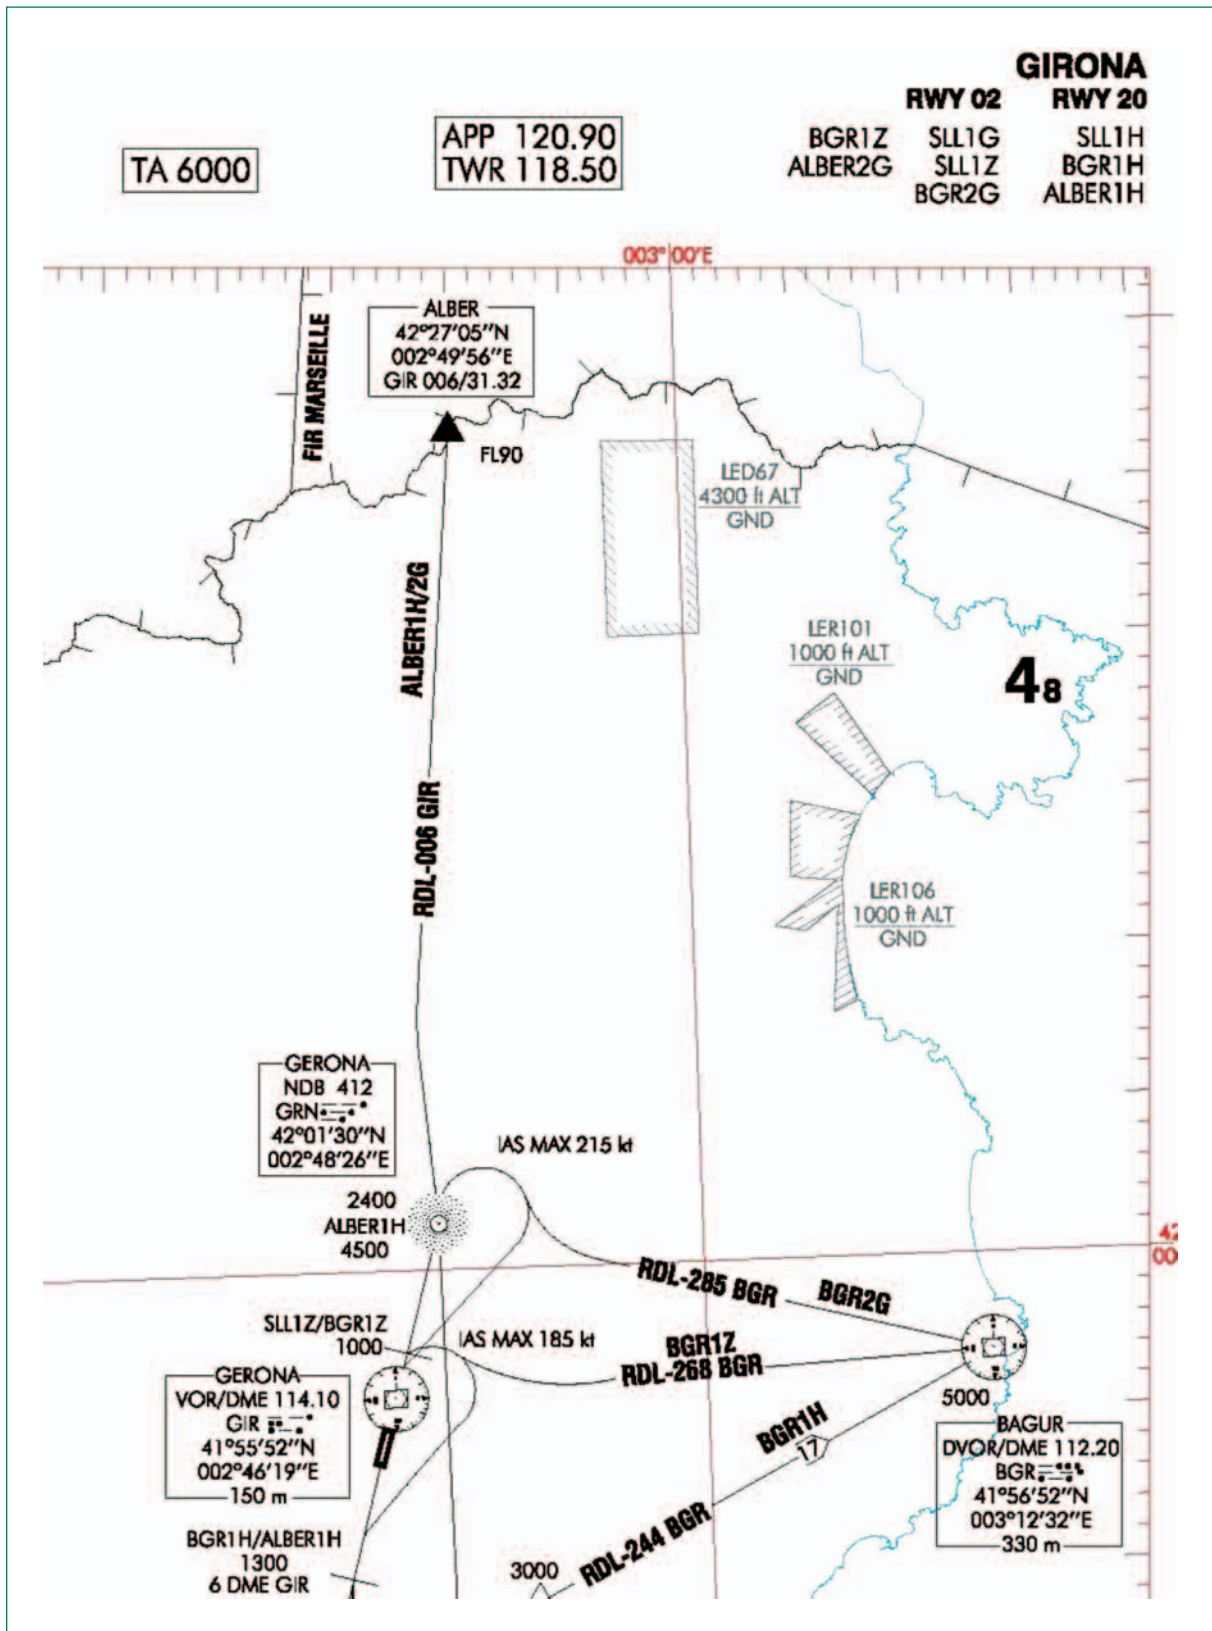 GIRONA
RWY 02 RWY 20
BGR1Z SLL1G SLL1H
ALBER2G SLL1Z BGR1H
BGR2G ALBER1H
TA 6000
APP 120.90
TWR 118.50
003°00'E
ALBER
42°27'05"N
002°49'56"E
GIR 006/31.32
FIR MARSEILLE
FL90
LED67
4300 ft ALT
GND
ALBER1H/2G
LER101
1000 ft ALT
GND
48
RDL-006 GIR
LER106
1000 ft ALT
GND
GERONA
NDB 412
GRN
42°01'30"N
002°48'26"E
IAS MAX 215 kt
2400
ALBER1H
4500
42
00
RDL-285 BGR
BGR2G
SLL1Z/BGR1Z
1000
IAS MAX 185 kt
BGR1Z
RDL-268 BGR
GERONA
VOR/DME 114.10
GIR
41°55'52"N
002°46'19"E
150 m
5000
BGR1H
17
BAGUR
DVOR/DME 112.20
BGR
41°56'52"N
003°12'32"E
330 m
RDL-244 BGR
BGR1H/ALBER1H
1300
6 DME GIR
3000